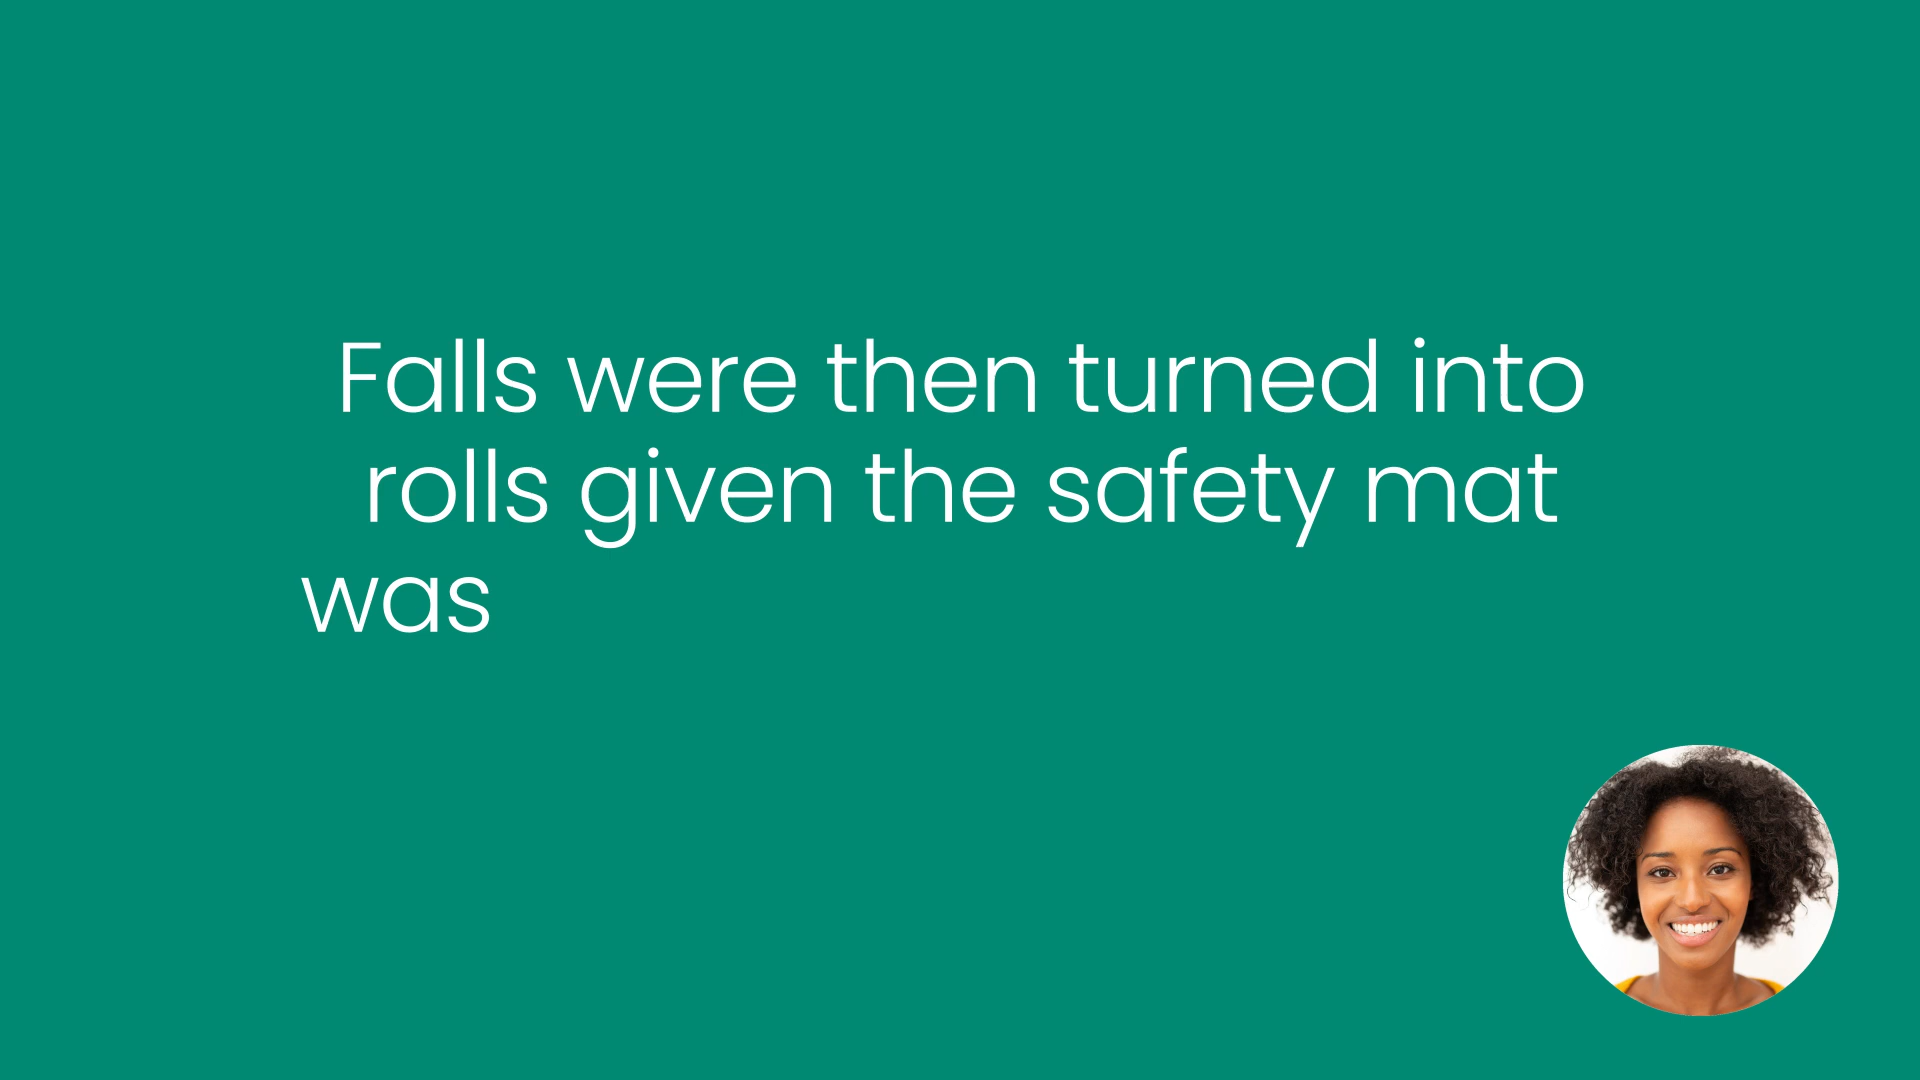 Falls were then turned into
rolls given the safety mat
was